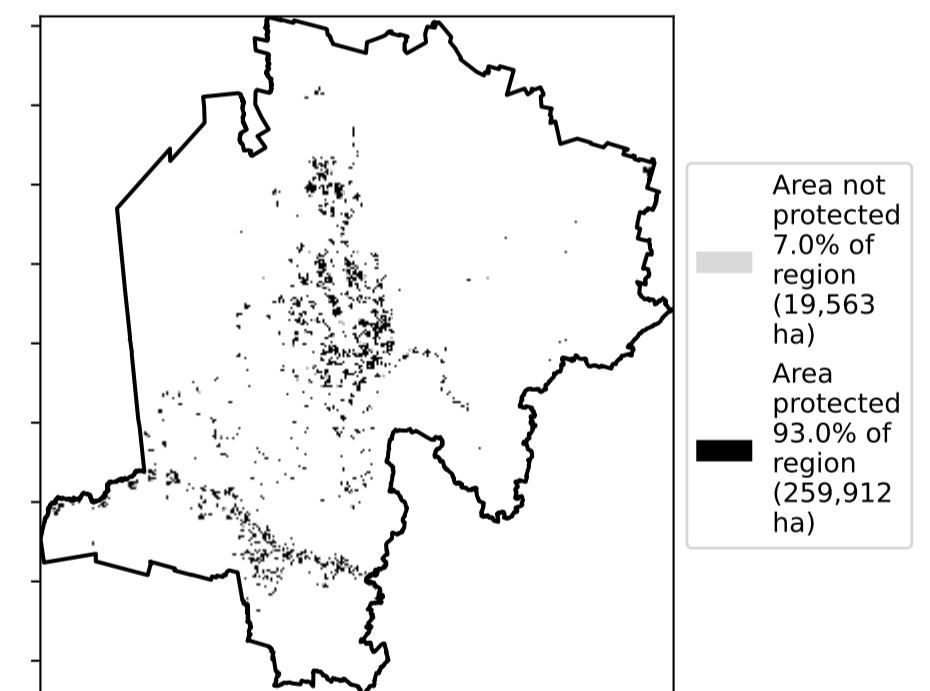 Area not
protected
7.0% of
region
(19,563
ha)
Area
protected
93.0% of
region
(259,912
ha)